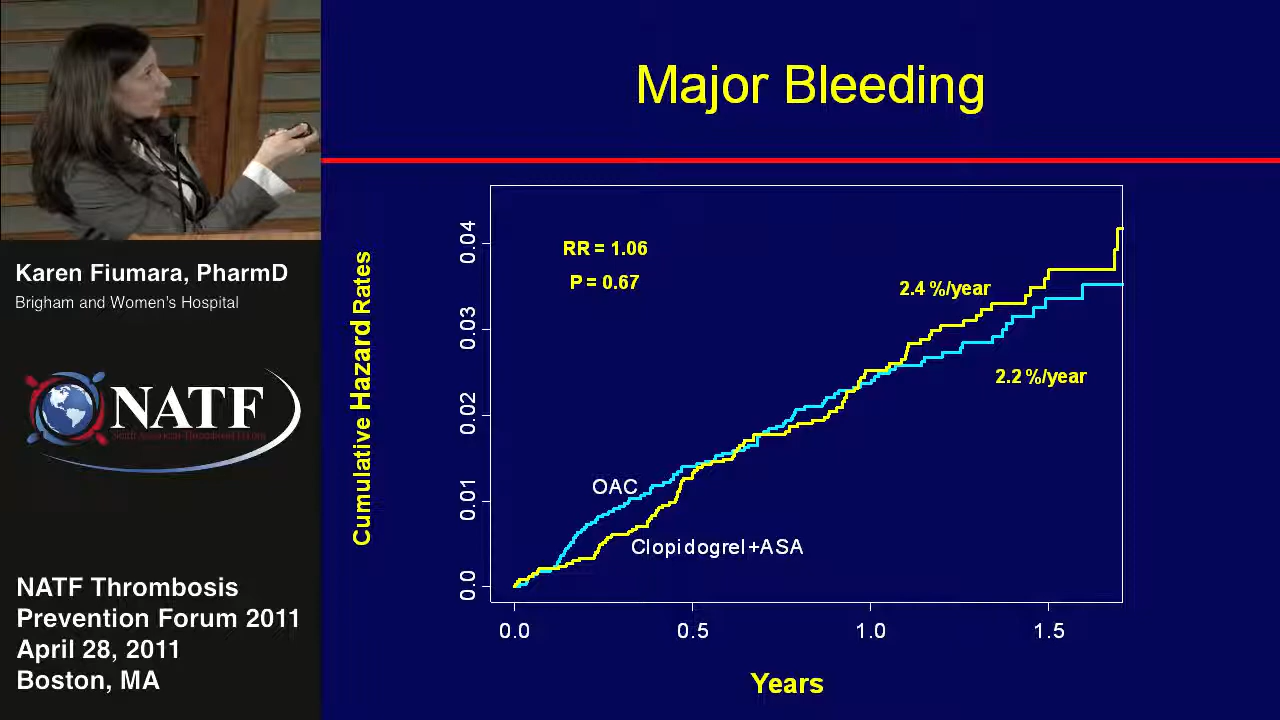 Major Bleeding
RR = 1.06
P = 0.67
2.4 %/year
2.2 %/year
OAC
Clopidogrel +ASA
Cumulative Hazard Rates
0.04
0.03
0.02
0.01
0.0
0.0
0.5
1.0
1.5
Years
Karen Fiumara, PharmD
Brigham and Women's Hospital
NATF
NATF Thrombosis
Prevention Forum 2011
April 28, 2011
Boston, MA